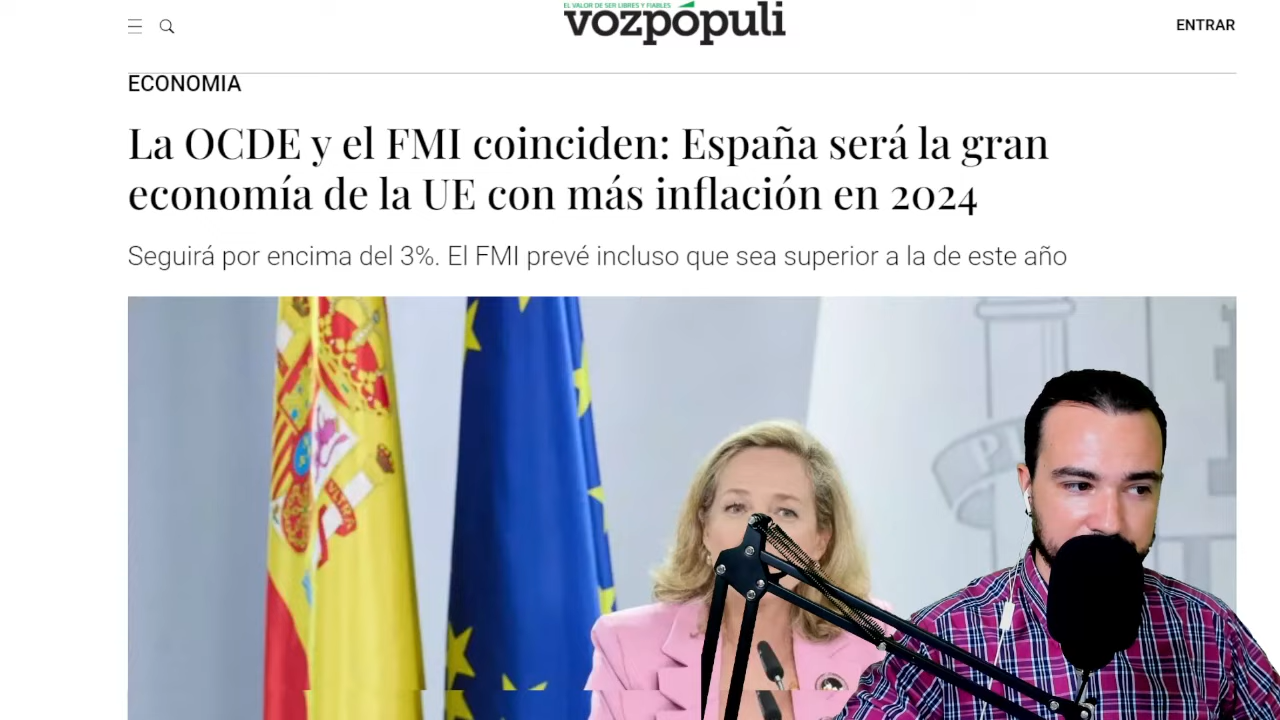 EL VALOR DE SER LIBRES Y FIABLES
vozpópuli
ENTRAR
ECONOMIA
La OCDE y el FMI coinciden: España será la gran
economía de la UE con más inflación en 2024
Seguirá por encima del 3%. El FMI prevé incluso que sea superior a la de este año